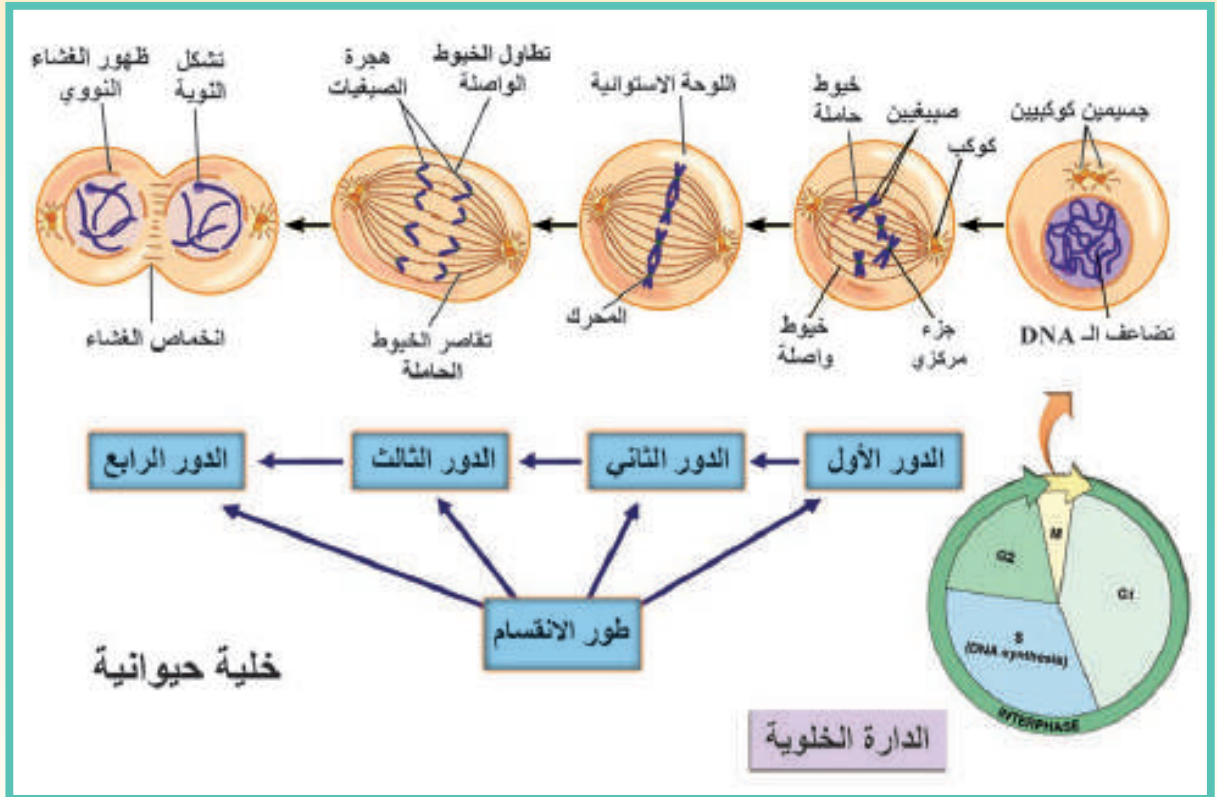 جسيمين كوكبيين
تضاعف الـ DNA
خيوط
حاملة
صبيغيين
كوكب
خيوط
واصلة
جزء
مركزي
اللوحة الاستوائية
المحرك
تطاول الخيوط
الواصلة
هجرة
الصبغيات
تقاصر الخيوط
الحاملة
تشكل
النوية
ظهور الغشاء
النووي
انخماص الغشاء
الدور الأول
الدور الثاني
الدور الثالث
الدور الرابع
طور الانقسام
خلية حيوانية
M
G2
G1
S
(DNA synthesis)
INTERPHASE
الدارة الخلوية